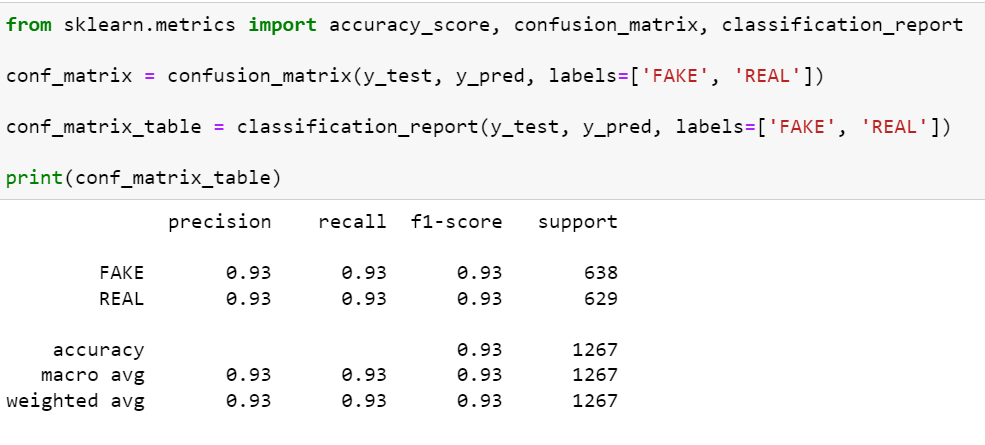 from sklearn.metrics import accuracy_score, confusion_matrix, classification_report
conf_matrix = confusion_matrix(y_test, y_pred, labels=['FAKE', 'REAL'])
conf_matrix_table = classification_report(y_test, y_pred, labels=['FAKE', 'REAL'])
print(conf_matrix_table)
precision recall f1-score support
FAKE 0.93 0.93 0.93 638
REAL 0.93 0.93 0.93 629
accuracy 0.93 1267
macro avg 0.93 0.93 0.93 1267
weighted avg 0.93 0.93 0.93 1267